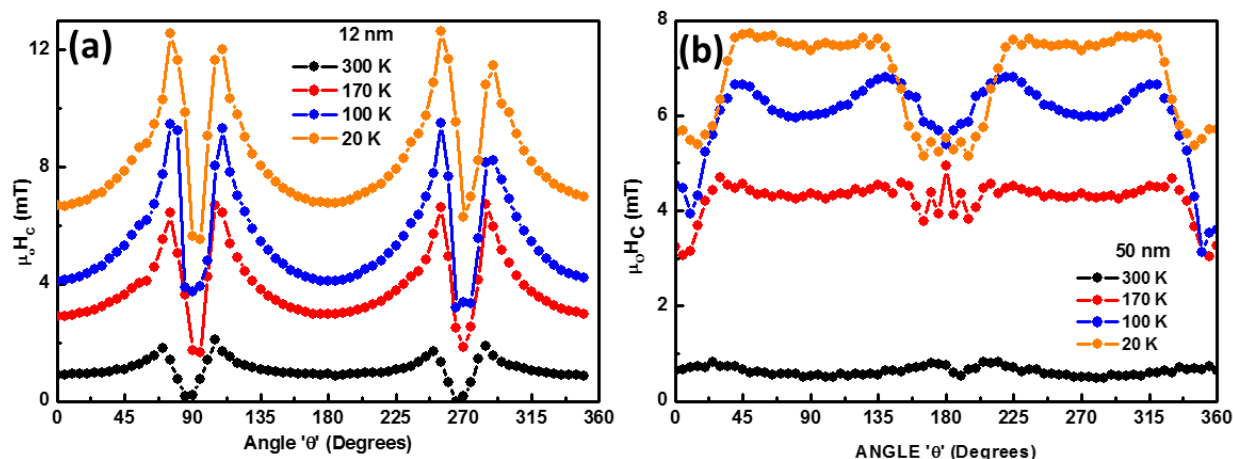 (a)
12 nm
300 K
170 K
100 K
20 K
μ₀H_C (mT)
12
8
4
0
0 45 90 135 180 225 270 315 360
Angle 'θ' (Degrees)
(b)
50 nm
300 K
170 K
100 K
20 K
μ₀H_C (mT)
8
6
4
2
0
0 45 90 135 180 225 270 315 360
ANGLE 'θ' (Degrees)